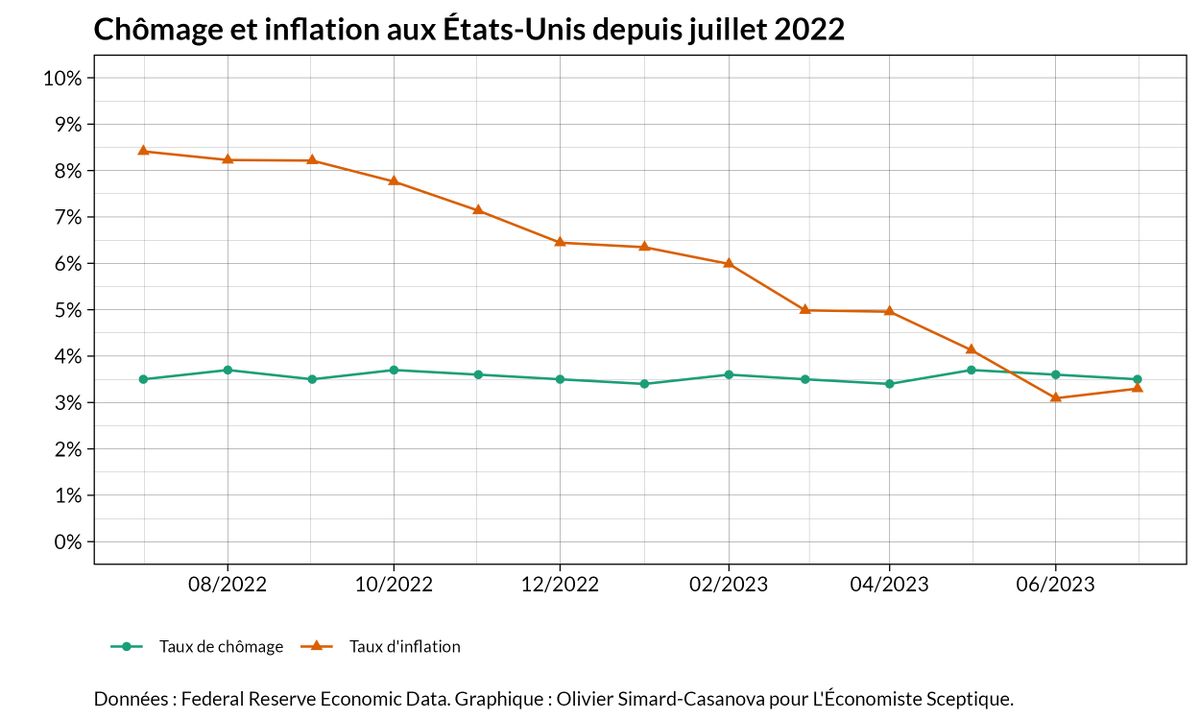 Chômage et inflation aux États-Unis depuis juillet 2022
10%
9%
8%
7%
6%
5%
4%
3%
2%
1%
0%
08/2022 10/2022 12/2022 02/2023 04/2023 06/2023
Taux de chômage Taux d'inflation
Données : Federal Reserve Economic Data. Graphique : Olivier Simard-Casanova pour L'Économiste Sceptique.